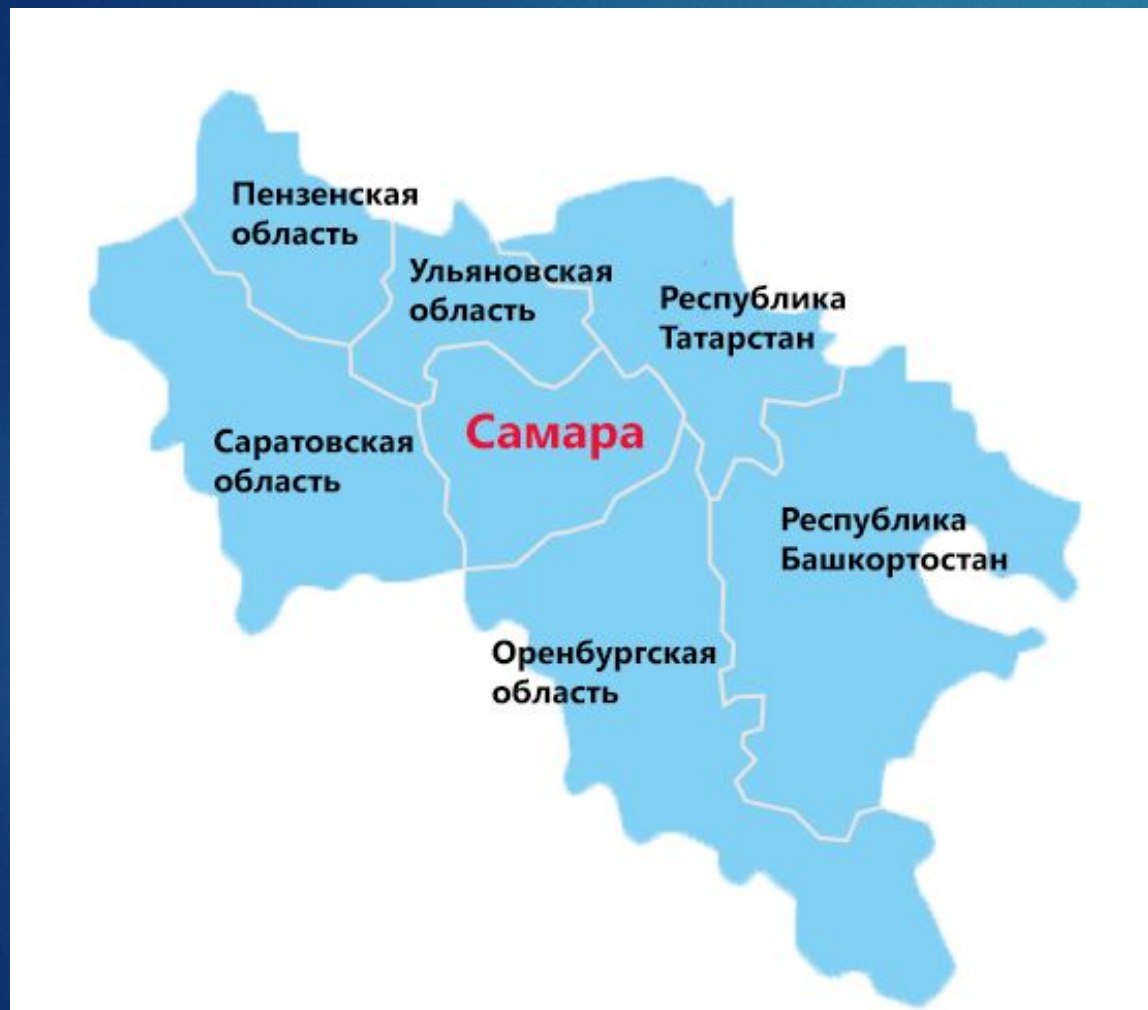 Пензенская
область
Ульяновская
область
Республика
Татарстан
Самара
Саратовская
область
Республика
Башкортостан
Оренбургская
область